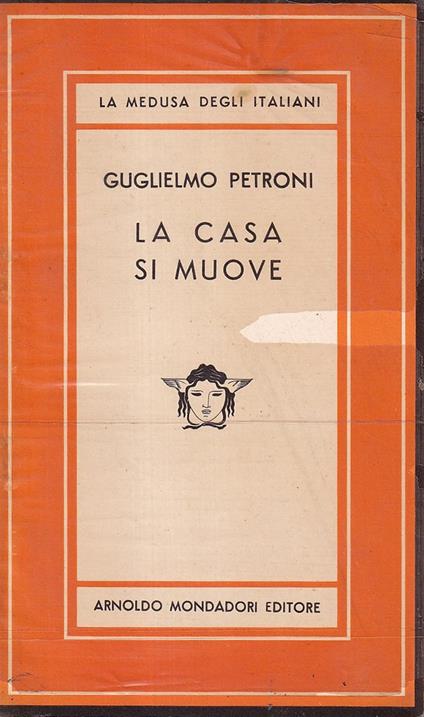 LA MEDUSA DEGLI ITALIANI
GUGLIELMO PETRONI
LA CASA
SI MUOVE
ARNOLDO MONDADORI EDITORE